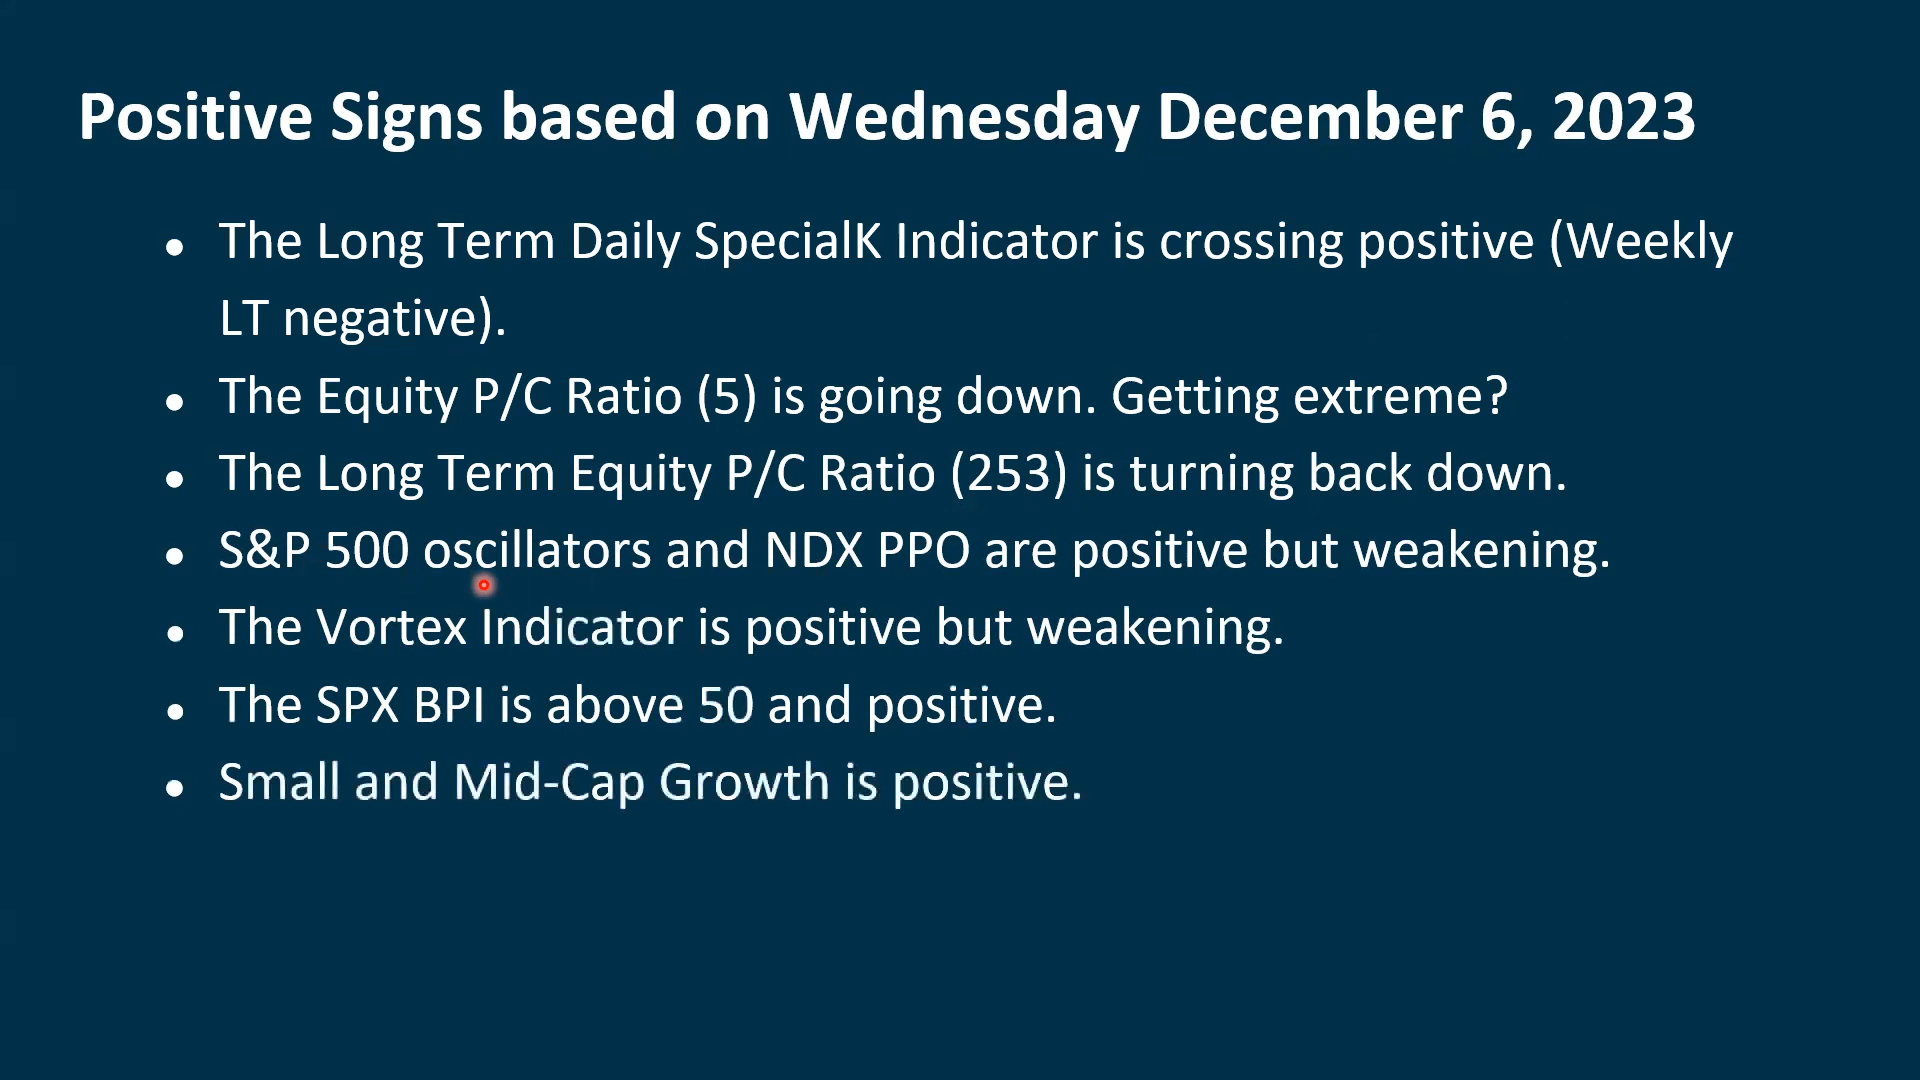 Positive Signs based on Wednesday December 6, 2023
● The Long Term Daily SpecialK Indicator is crossing positive (Weekly
LT negative).
● The Equity P/C Ratio (5) is going down. Getting extreme?
● The Long Term Equity P/C Ratio (253) is turning back down.
● S&P 500 oscillators and NDX PPO are positive but weakening.
● The Vortex Indicator is positive but weakening.
● The SPX BPI is above 50 and positive.
● Small and Mid-Cap Growth is positive.